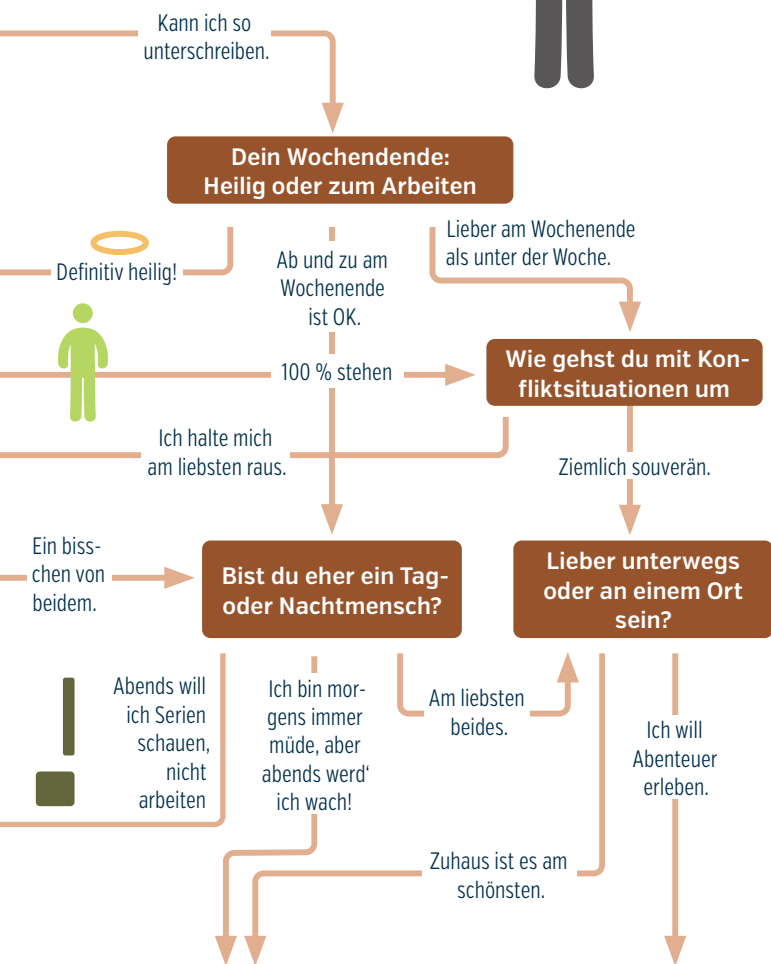 Kann ich so
unterschreiben.
Dein Wochendende:
Heilig oder zum Arbeiten
Definitiv heilig!
Ab und zu am
Wochenende
ist OK.
Lieber am Wochenende
als unter der Woche.
100 % stehen
Wie gehst du mit Kon-
fliktsituationen um
Ich halte mich
am liebsten raus.
Ziemlich souverän.
Ein biss-
chen von
beidem.
Bist du eher ein Tag-
oder Nachtmensch?
Lieber unterwegs
oder an einem Ort
sein?
Abends will
ich Serien
schauen,
nicht
arbeiten
Ich bin mor-
gens immer
müde, aber
abends werd‘
ich wach!
Am liebsten
beides.
Ich will
Abenteuer
erleben.
Zuhaus ist es am
schönsten.